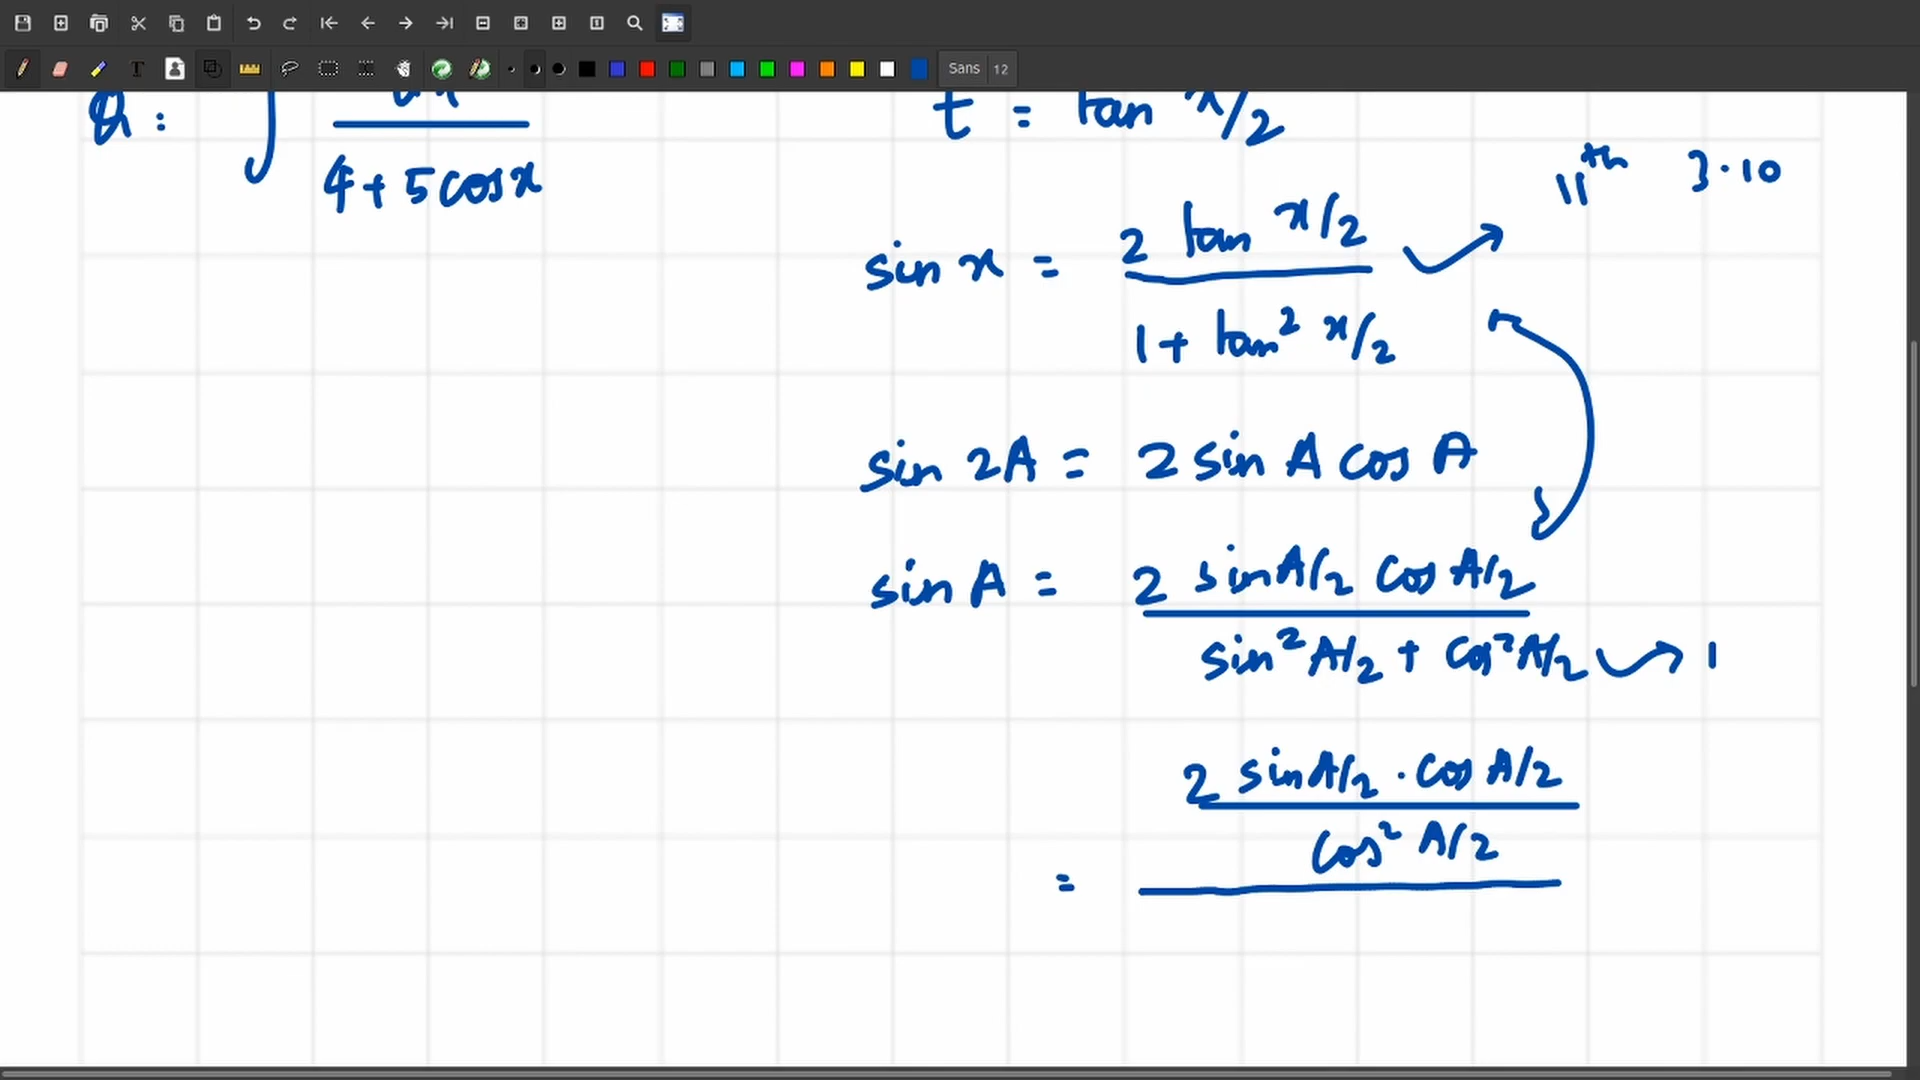 Sans 12
Q: ∫ dx / (4 + 5cosx)
t = tan x/2
11th 3.10
sin x = (2 tan x/2) / (1 + tan² x/2)
sin 2A = 2 sin A cos A
sin A = (2 sin A/2 cos A/2) / (sin² A/2 + cos² A/2) → 1
= (2 sin A/2 · cos A/2) / (cos² A/2)